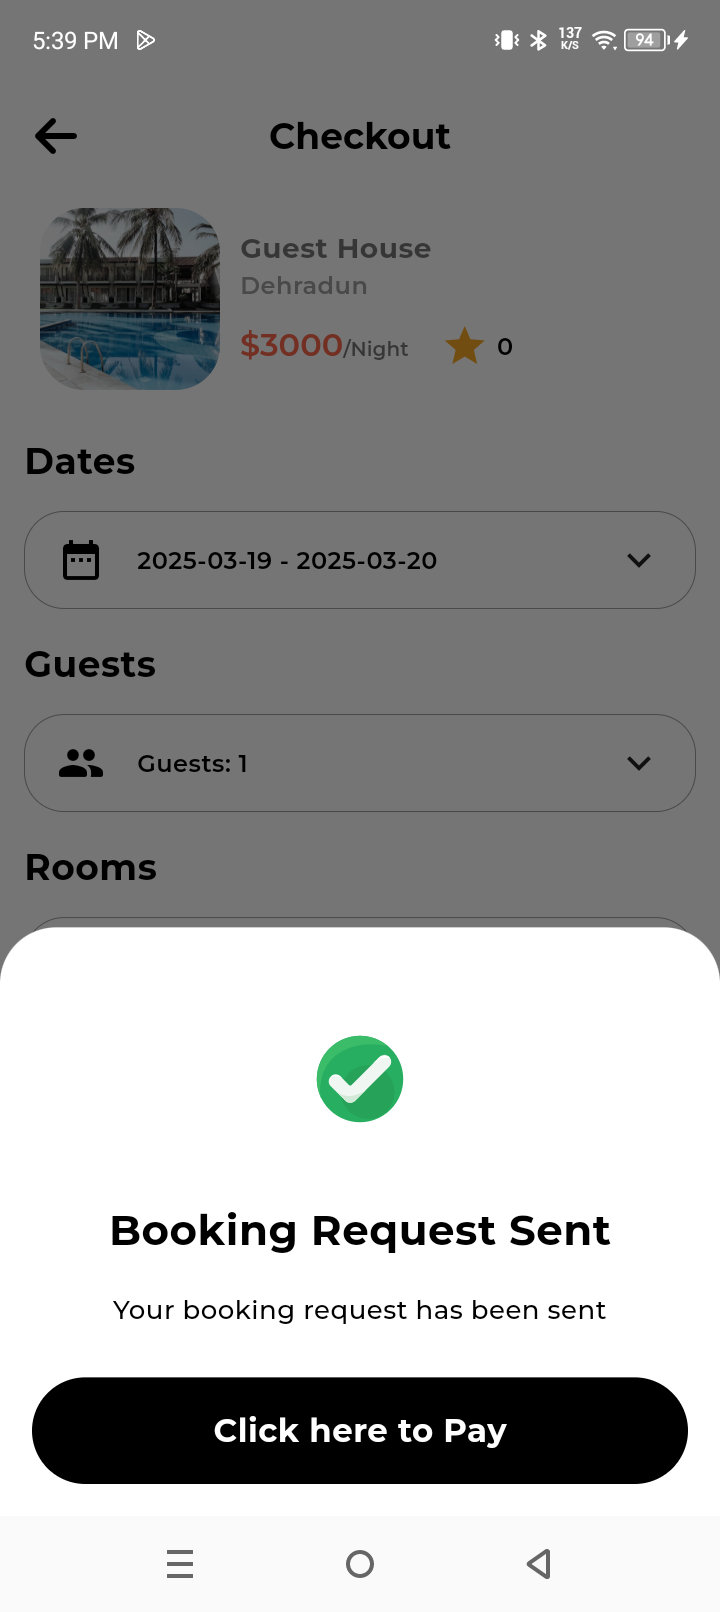 5:39 PM
137
K/S
94
Checkout
Guest House
Dehradun
$3000/Night 0
Dates
2025-03-19 - 2025-03-20
Guests
Guests: 1
Rooms
Booking Request Sent
Your booking request has been sent
Click here to Pay